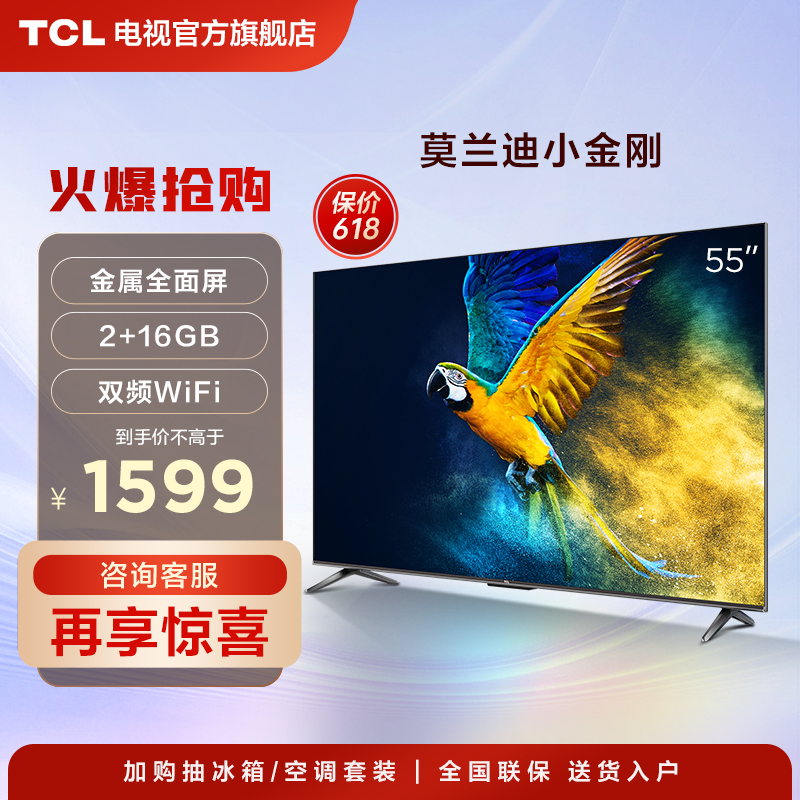 TCL 电视官方旗舰店
莫兰迪小金刚
火爆抢购
保价
618
55″
金属全面屏
2+16GB
双频WiFi
到手价不高于
¥ 1599
咨询客服
再享惊喜
TCL
加购抽冰箱/空调套装 | 全国联保 送货入户